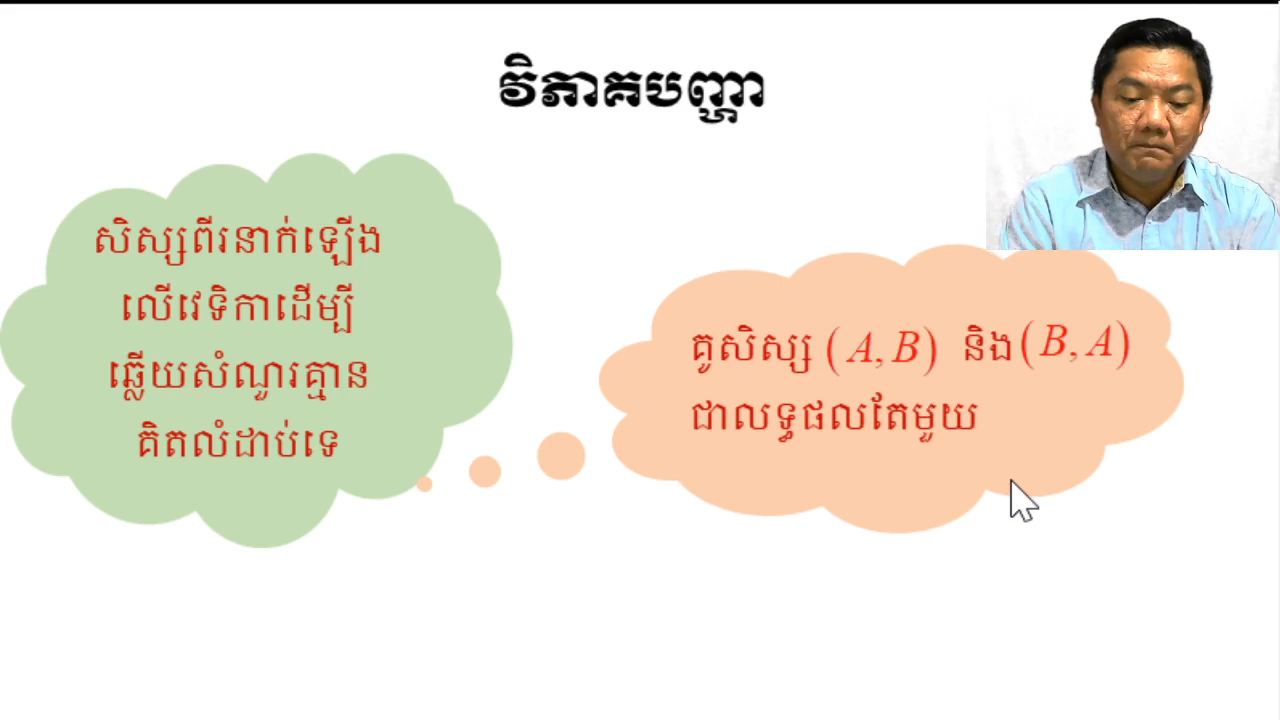 វិភាគបញ្ហា
សិស្សពីរនាក់ឡើង
លើវេទិកាដើម្បី
ឆ្លើយសំណួរគ្មាន
គិតលំដាប់ទេ
គូសិស្ស (A, B) និង (B, A)
ជាលទ្ធផលតែមួយ